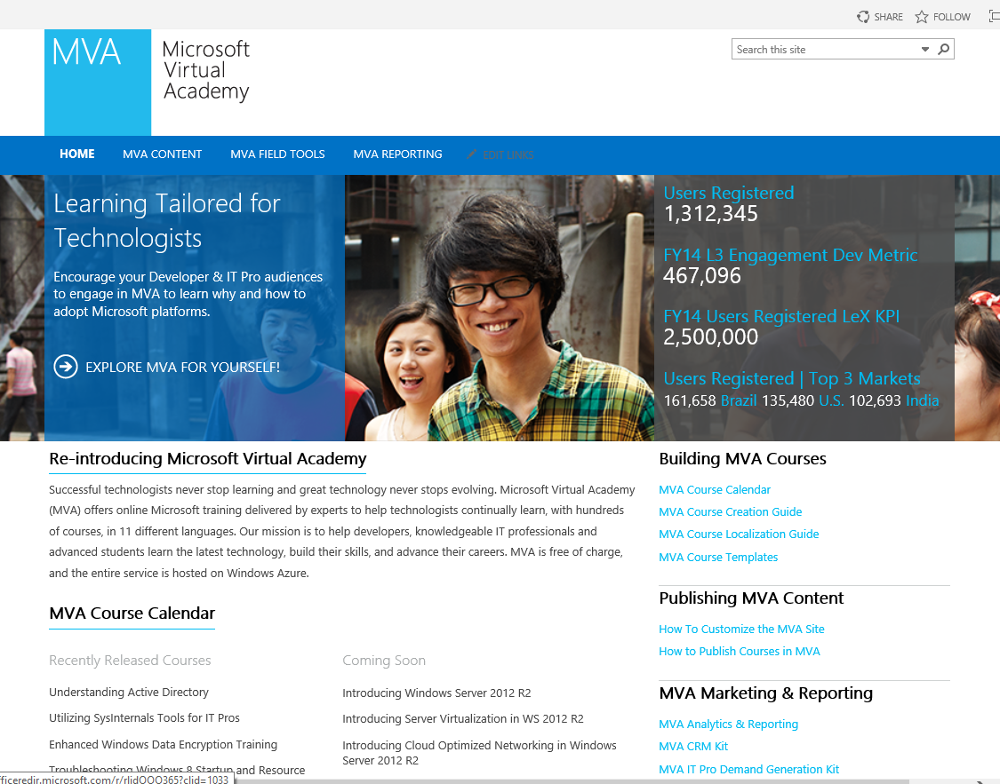 SHARE
FOLLOW
MVA
Microsoft
Virtual
Academy
Search this site
HOME
MVA CONTENT
MVA FIELD TOOLS
MVA REPORTING
EDIT LINKS
Learning Tailored for
Technologists
Encourage your Developer & IT Pro audiences
to engage in MVA to learn why and how to
adopt Microsoft platforms.
EXPLORE MVA FOR YOURSELF!
Users Registered
1,312,345
FY14 L3 Engagement Dev Metric
467,096
FY14 Users Registered LeX KPI
2,500,000
Users Registered | Top 3 Markets
161,658 Brazil 135,480 U.S. 102,693 India
Re-introducing Microsoft Virtual Academy
Successful technologists never stop learning and great technology never stops evolving. Microsoft Virtual Academy
(MVA) offers online Microsoft training delivered by experts to help technologists continually learn, with hundreds
of courses, in 11 different languages. Our mission is to help developers, knowledgeable IT professionals and
advanced students learn the latest technology, build their skills, and advance their careers. MVA is free of charge,
and the entire service is hosted on Windows Azure.
MVA Course Calendar
Recently Released Courses
Understanding Active Directory
Utilizing SysInternals Tools for IT Pros
Enhanced Windows Data Encryption Training
Troubleshooting Windows 8 Startup and Resource
Coming Soon
Introducing Windows Server 2012 R2
Introducing Server Virtualization in WS 2012 R2
Introducing Cloud Optimized Networking in Windows
Server 2012 R2
Building MVA Courses
MVA Course Calendar
MVA Course Creation Guide
MVA Course Localization Guide
MVA Course Templates
Publishing MVA Content
How To Customize the MVA Site
How to Publish Courses in MVA
MVA Marketing & Reporting
MVA Analytics & Reporting
MVA CRM Kit
MVA IT Pro Demand Generation Kit
fficeredir.microsoft.com/r/rlidOOO365?clid=1033